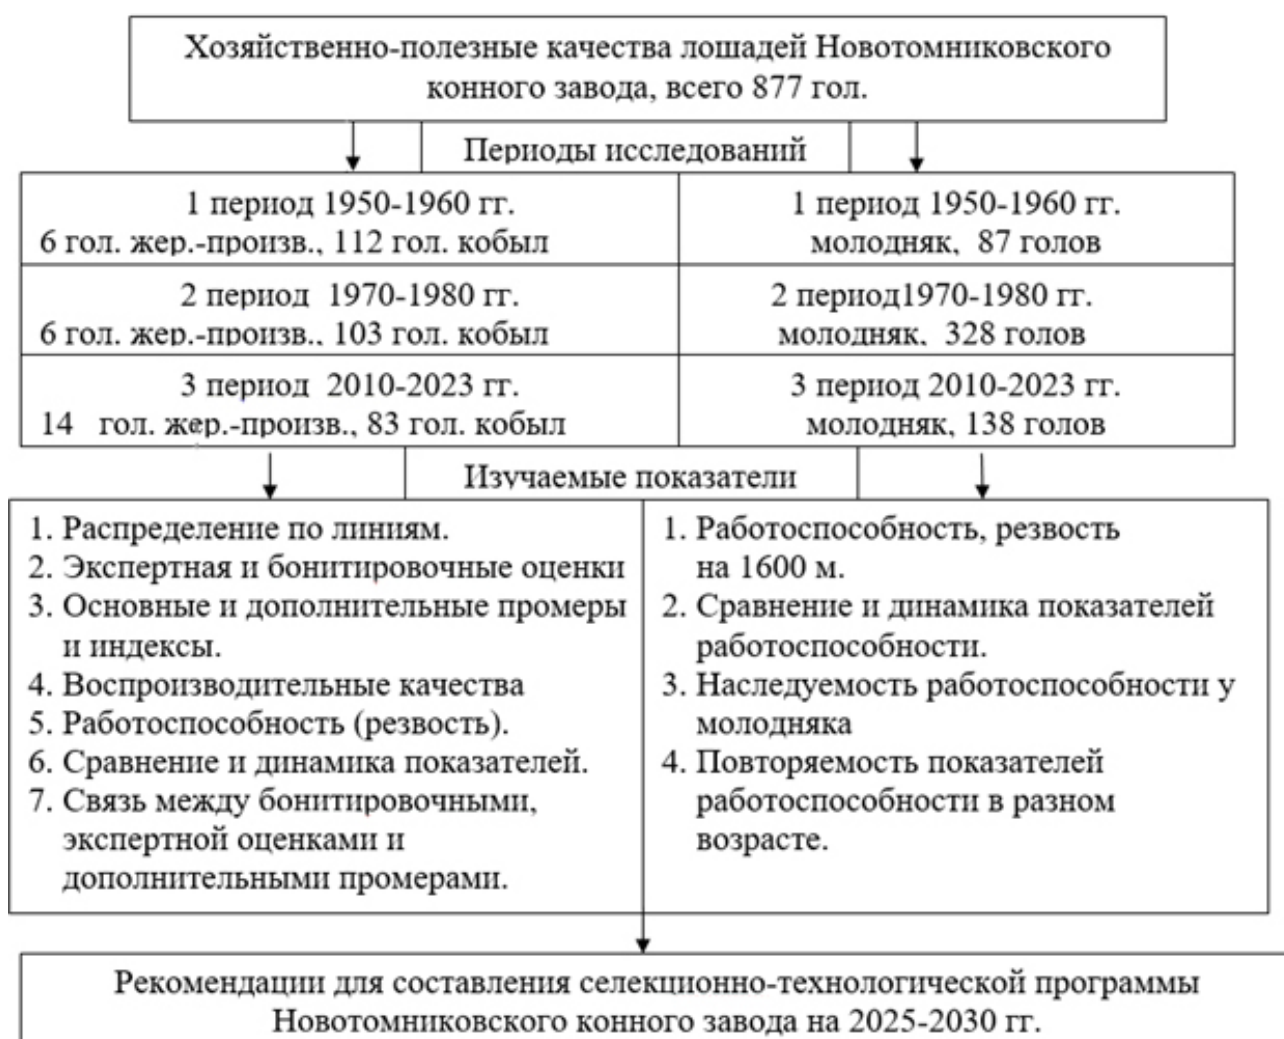 Хозяйственно-полезные качества лошадей Новотомниковского
конного завода, всего 877 гол.
Периоды исследований
1 период 1950-1960 гг.
6 гол. жер.-произв., 112 гол. кобыл
1 период 1950-1960 гг.
молодняк, 87 голов
2 период 1970-1980 гг.
6 гол. жер.-произв., 103 гол. кобыл
2 период1970-1980 гг.
молодняк, 328 голов
3 период 2010-2023 гг.
14 гол. жер.-произв., 83 гол. кобыл
3 период 2010-2023 гг.
молодняк, 138 голов
Изучаемые показатели
1. Распределение по линиям.
2. Экспертная и бонитировочные оценки
3. Основные и дополнительные промеры
и индексы.
4. Воспроизводительные качества
5. Работоспособность (резвость).
6. Сравнение и динамика показателей.
7. Связь между бонитировочными,
экспертной оценками и
дополнительными промерами.
1. Работоспособность, резвость
на 1600 м.
2. Сравнение и динамика показателей
работоспособности.
3. Наследуемость работоспособности у
молодняка
4. Повторяемость показателей
работоспособности в разном
возрасте.
Рекомендации для составления селекционно-технологической программы
Новотомниковского конного завода на 2025-2030 гг.